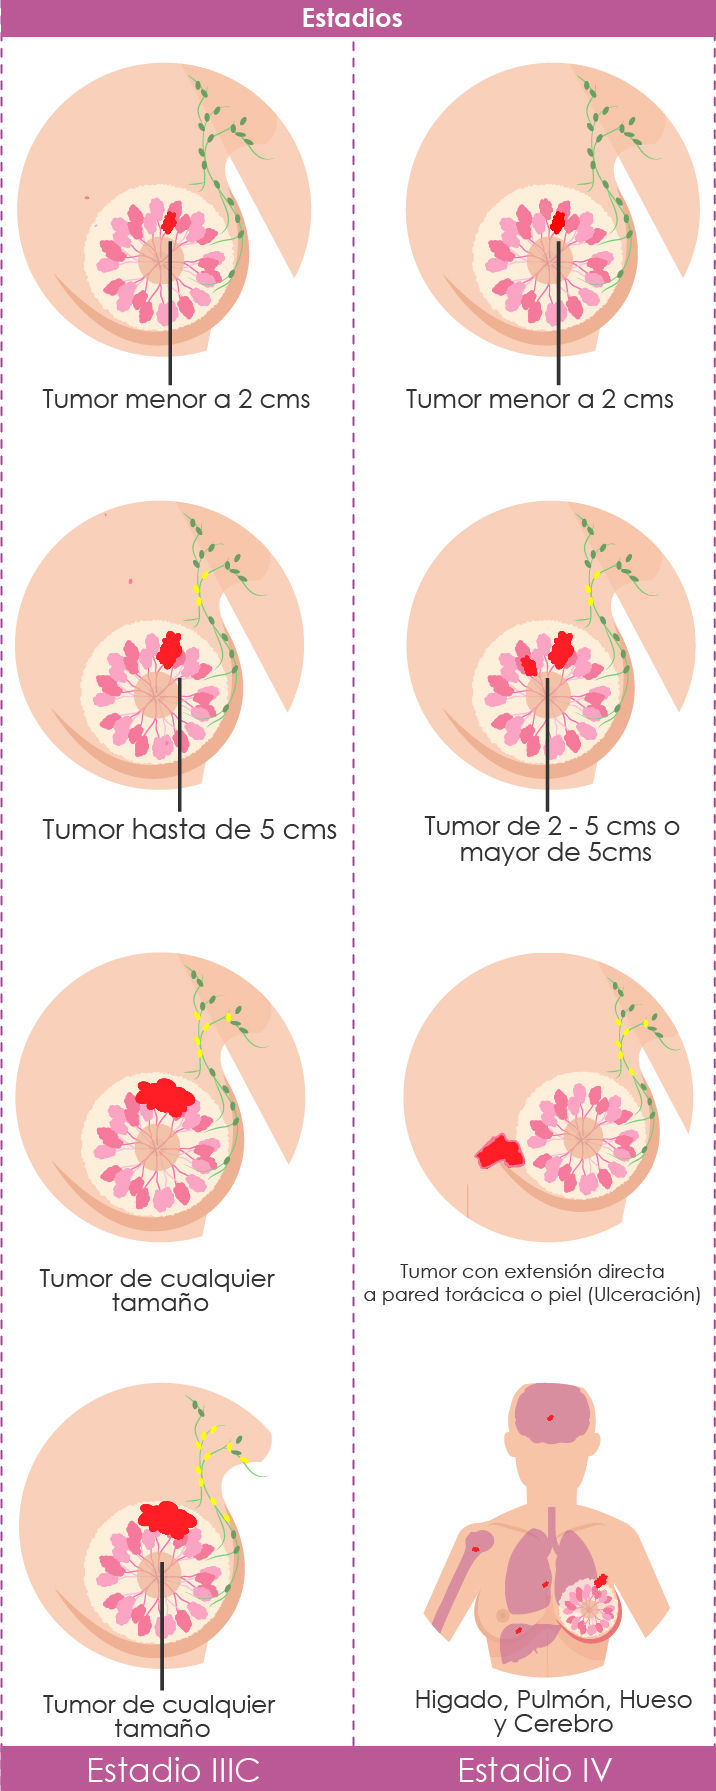 Estadios
Tumor menor a 2 cms
Tumor menor a 2 cms
Tumor hasta de 5 cms
Tumor de 2 - 5 cms o
mayor de 5cms
Tumor de cualquier
tamaño
Tumor con extensión directa
a pared torácica o piel (Ulceración)
Tumor de cualquier
tamaño
Higado, Pulmón, Hueso
y Cerebro
Estadio IIIC
Estadio IV